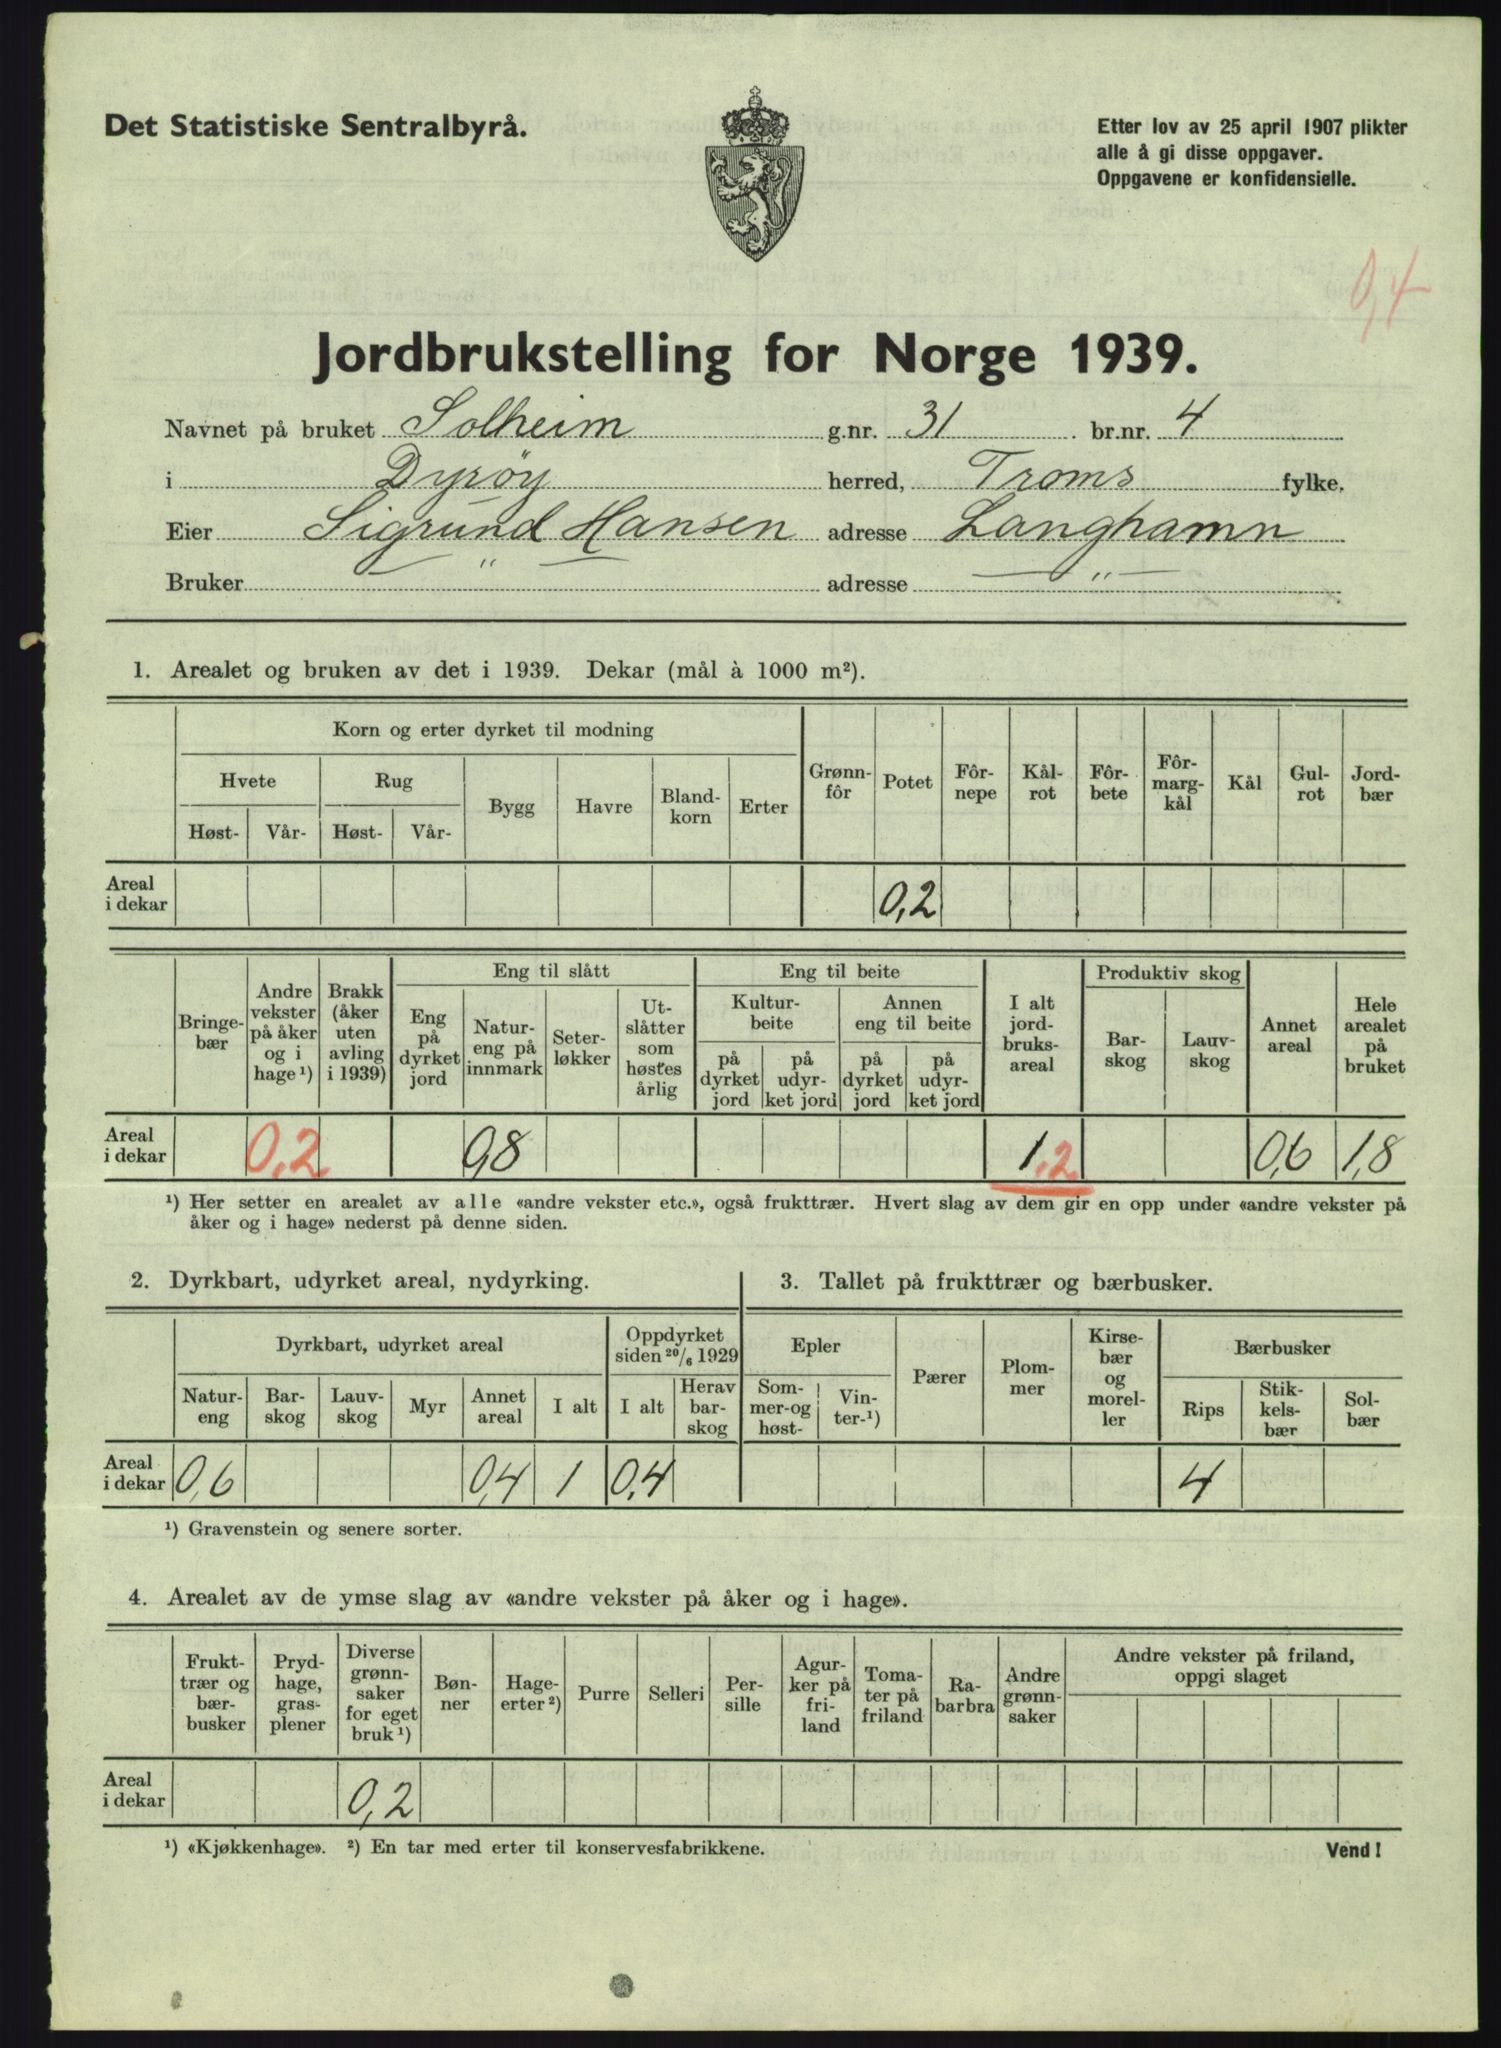 Det Statistiske Sentralbyrå.
Etter lov av 25 april 1907 plikter
alle å gi disse oppgaver.
Oppgavene er konfidensielle.
0,4
Jordbrukstelling for Norge 1939.
Navnet på bruket Solheim g.nr. 31 br.nr. 4
i Dyrøy herred, Troms fylke.
Eier Sigrund Hansen adresse Langhamn
Bruker — " — adresse — " —
1. Arealet og bruken av det i 1939. Dekar (mål à 1000 m²).
Korn og erter dyrket til modning
Hvete Rug Bygg Havre Bland-korn Erter Grønn-fôr Potet Fôr-nepe Kål-rot Fôr-bete Fôr-marg-kål Kål Gul-rot Jord-bær
Høst- Vår- Høst- Vår-
Areal i dekar 0,2
Eng til slått Eng til beite Produktiv skog
Bringe-bær Andre vekster på åker og i hage¹) Brakk (åker uten avling i 1939) Eng på dyrket jord Natur-eng på innmark Seter-løkker Ut-slåtter som høstes årlig Kultur-beite Annen eng til beite I alt jord-bruks-areal Bar-skog Lauv-skog Annet areal Hele arealet på bruket
på dyrket jord på udyr-ket jord på dyrket jord på udyr-ket jord
Areal i dekar 0,2 0,8 1,2 0,6 1,8
¹) Her setter en arealet av alle «andre vekster etc.», også frukttrær. Hvert slag av dem gir en opp under «andre vekster på
åker og i hage» nederst på denne siden.
2. Dyrkbart, udyrket areal, nydyrking.
Dyrkbart, udyrket areal Oppdyrket siden 20/6 1929
Natur-eng Bar-skog Lauv-skog Myr Annet areal I alt I alt Herav bar-skog
Areal i dekar 0,6 0,4 1 0,4
¹) Gravenstein og senere sorter.
3. Tallet på frukttrær og bærbusker.
Epler Pærer Plom-mer Kirse-bær og morel-ler Bærbusker
Som-mer-og høst- Vin-ter-¹) Rips Stik-kels-bær Sol-bær
4
4. Arealet av de ymse slag av «andre vekster på åker og i hage».
Frukt-trær og bær-busker Pryd-hage, gras-plener Diverse grønn-saker for eget bruk¹) Bøn-ner Hage-erter²) Purre Selleri Per-sille Agur-ker på fri-land Toma-ter på friland Ra-barbra Andre grønn-saker Andre vekster på friland, oppgi slaget
Areal i dekar 0,2
¹) «Kjøkkenhage». ²) En tar med erter til konservesfabrikkene.
Vend!